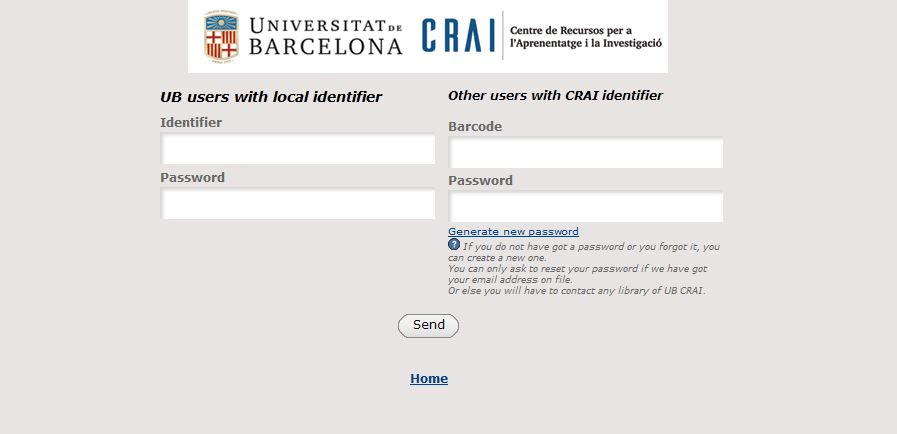 UNIVERSITAT DE
BARCELONA
CRAI
Centre de Recursos per a
l'Aprenentatge i la Investigació
UB users with local identifier
Identifier
Password
Other users with CRAI identifier
Barcode
Password
Generate new password
? If you do not have got a password or you forgot it, you
can create a new one.
You can only ask to reset your password if we have got
your email address on file.
Or else you will have to contact any library of UB CRAI.
Send
Home